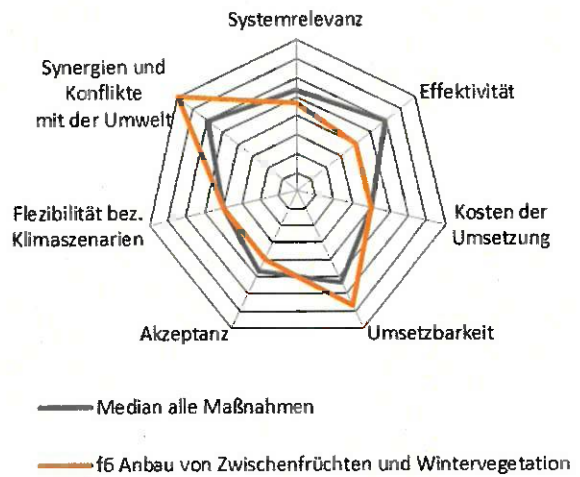 Systemrelevanz
Synergien und
Konflikte
mit der Umwelt
Effektivität
Flezibilität bez.
Klimaszenarien
Kosten der
Umsetzung
Akzeptanz
Umsetzbarkeit
Median alle Maßnahmen
f6 Anbau von Zwischenfrüchten und Wintervegetation